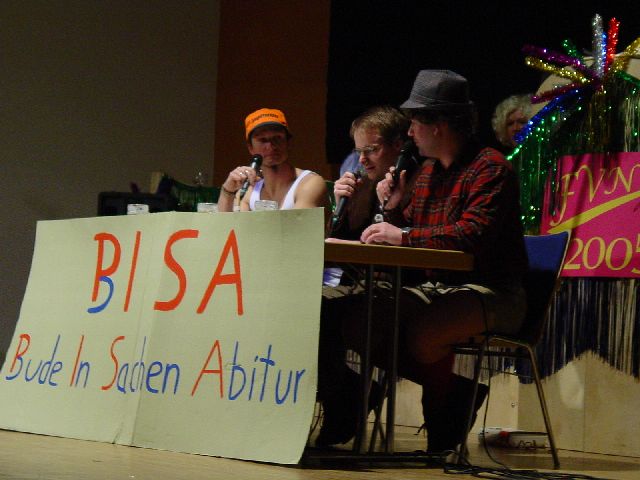 BISA
Bude In Sachen Abitur
FVN
2005